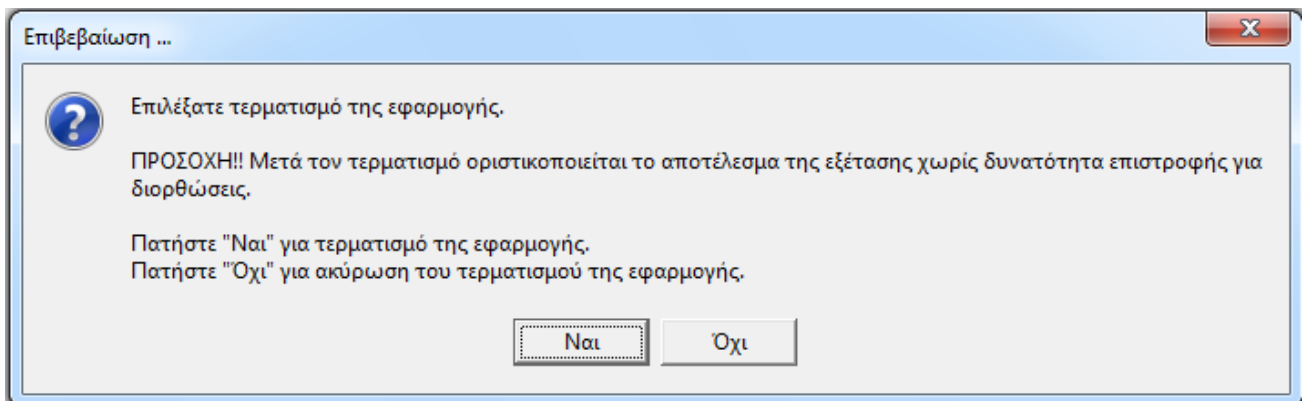 Επιβεβαίωση ...
Επιλέξατε τερματισμό της εφαρμογής.
ΠΡΟΣΟΧΗ!! Μετά τον τερματισμό οριστικοποιείται το αποτέλεσμα της εξέτασης χωρίς δυνατότητα επιστροφής για
διορθώσεις.
Πατήστε "Ναι" για τερματισμό της εφαρμογής.
Πατήστε "Όχι" για ακύρωση του τερματισμού της εφαρμογής.
Ναι
Όχι